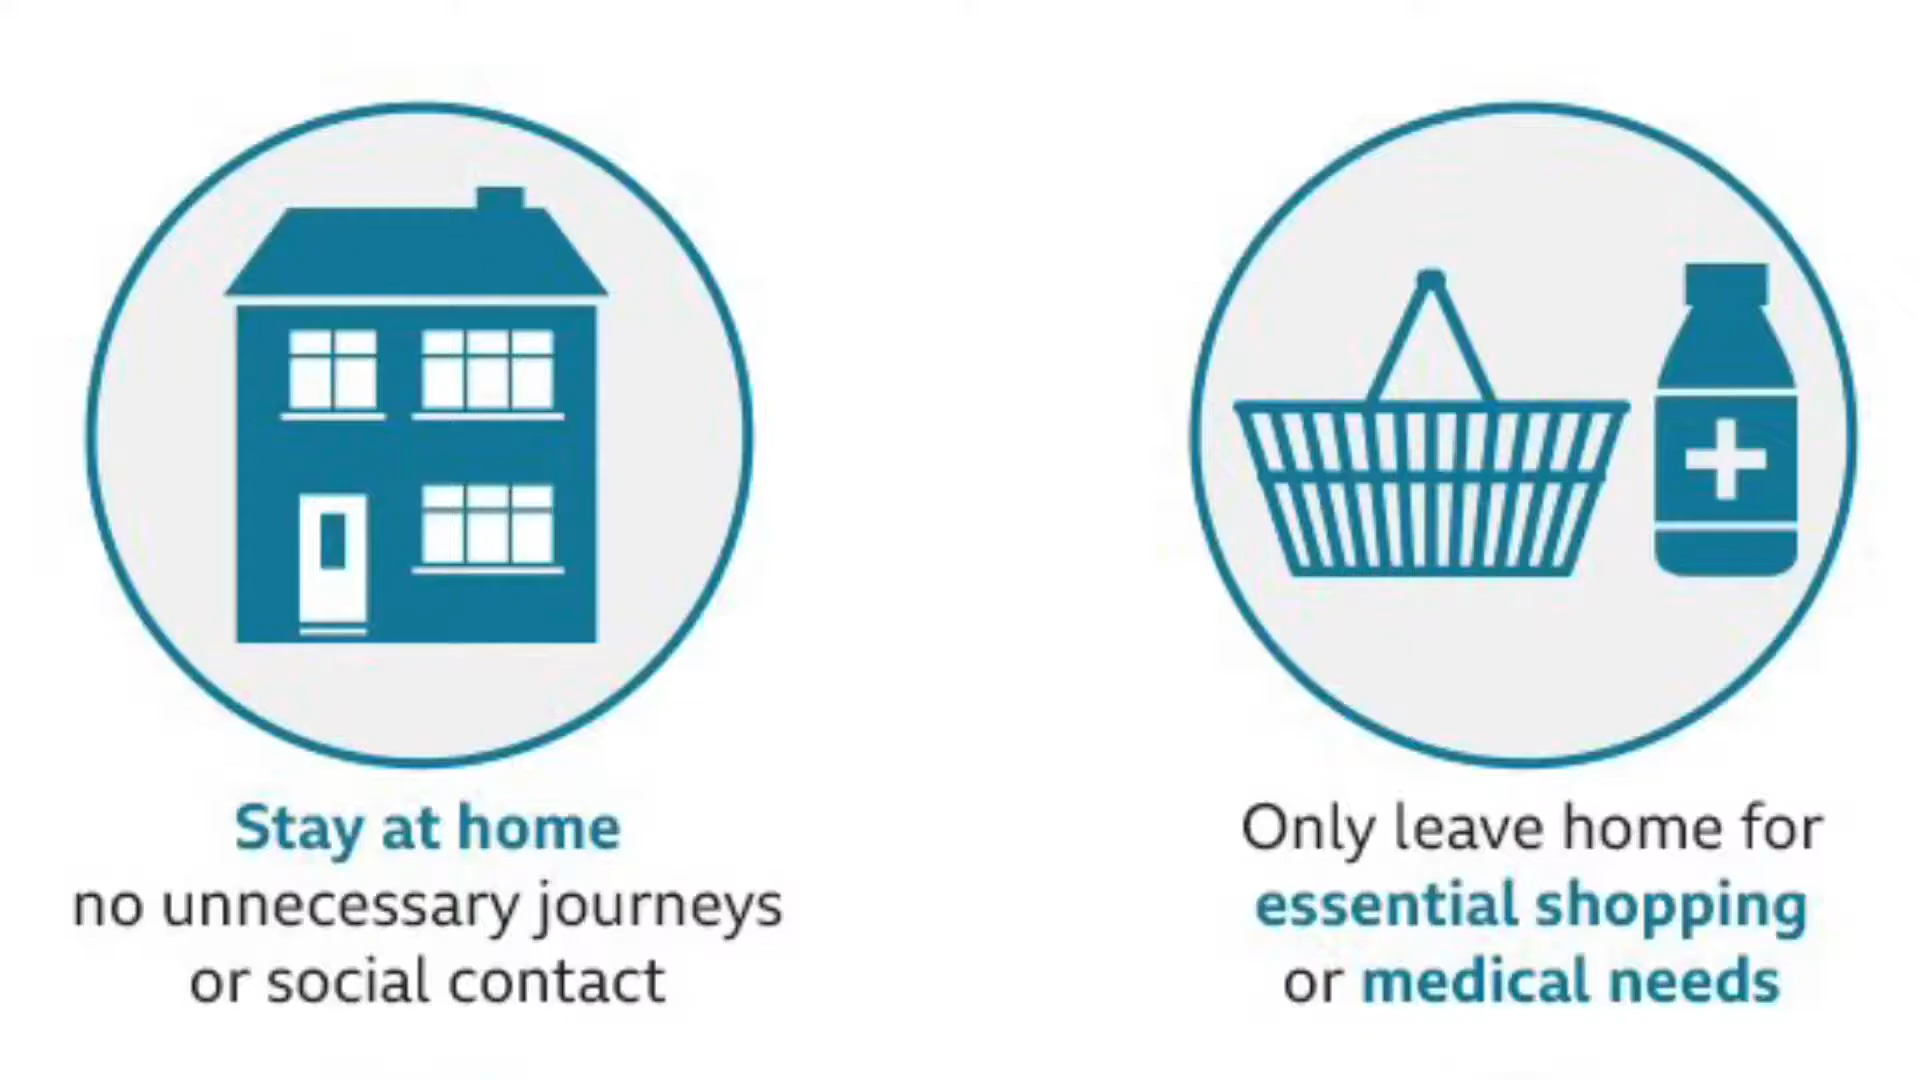 Stay at home
no unnecessary journeys
or social contact
Only leave home for
essential shopping
or medical needs